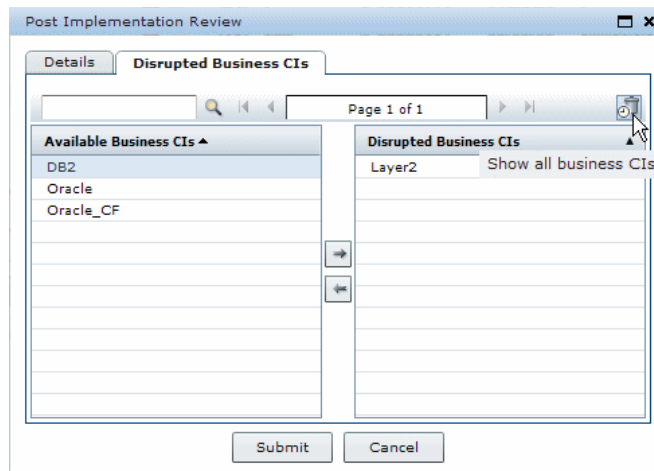 Post Implementation Review
Details
Disrupted Business CIs
Page 1 of 1
Available Business CIs
Disrupted Business CIs
DB2
Layer2
Show all business CIs
Oracle
Oracle_CF
Submit
Cancel